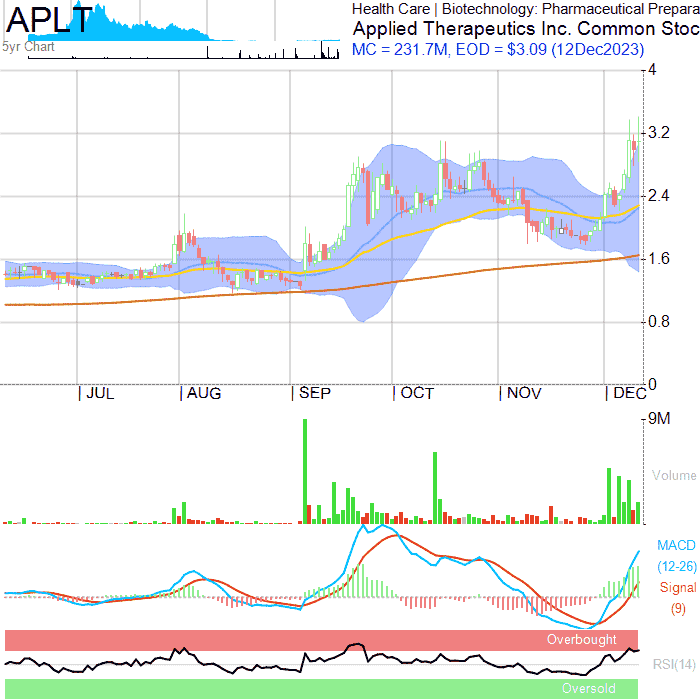 APLT
5yr Chart
Health Care | Biotechnology: Pharmaceutical Prepara
Applied Therapeutics Inc. Common Stoc
MC = 231.7M, EOD = $3.09 (12Dec2023)
4
3.2
2.4
1.6
0.8
0
JUL
AUG
SEP
OCT
NOV
DEC
9M
Volume
MACD
(12-26)
Signal
(9)
Overbought
RSI(14)
Oversold